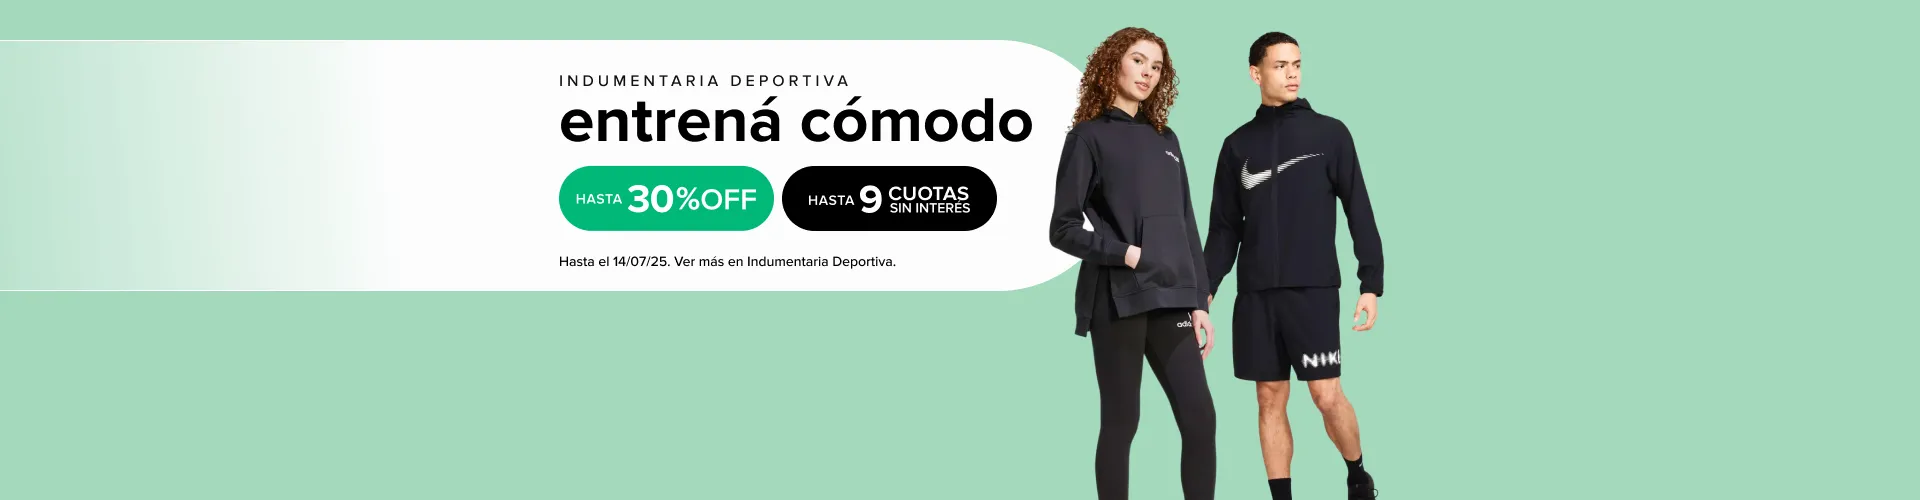 INDUMENTARIA DEPORTIVA
entrená cómodo
HASTA 30%OFF
HASTA 9 CUOTAS
SIN INTERÉS
Hasta el 14/07/25. Ver más en Indumentaria Deportiva.